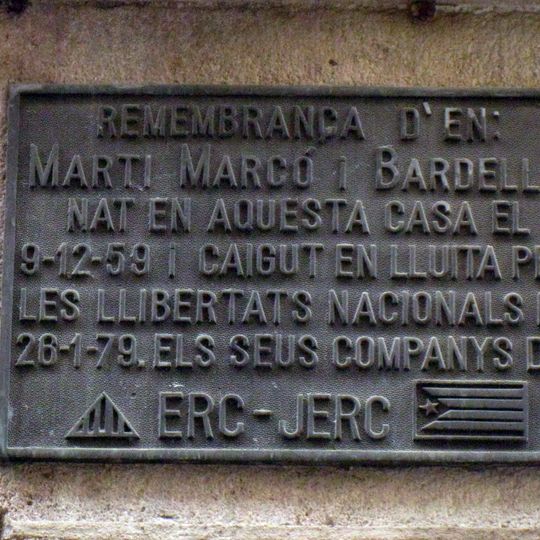 REMEMBRANÇA D'EN:
MARTI MARCÓ i BARDELL
NAT EN AQUESTA CASA EL
9-12-59 i CAIGUT EN LLUITA
LES LLIBERTATS NACIONALS
26-1-79. ELS SEUS COMPANYS
ERC-JERC